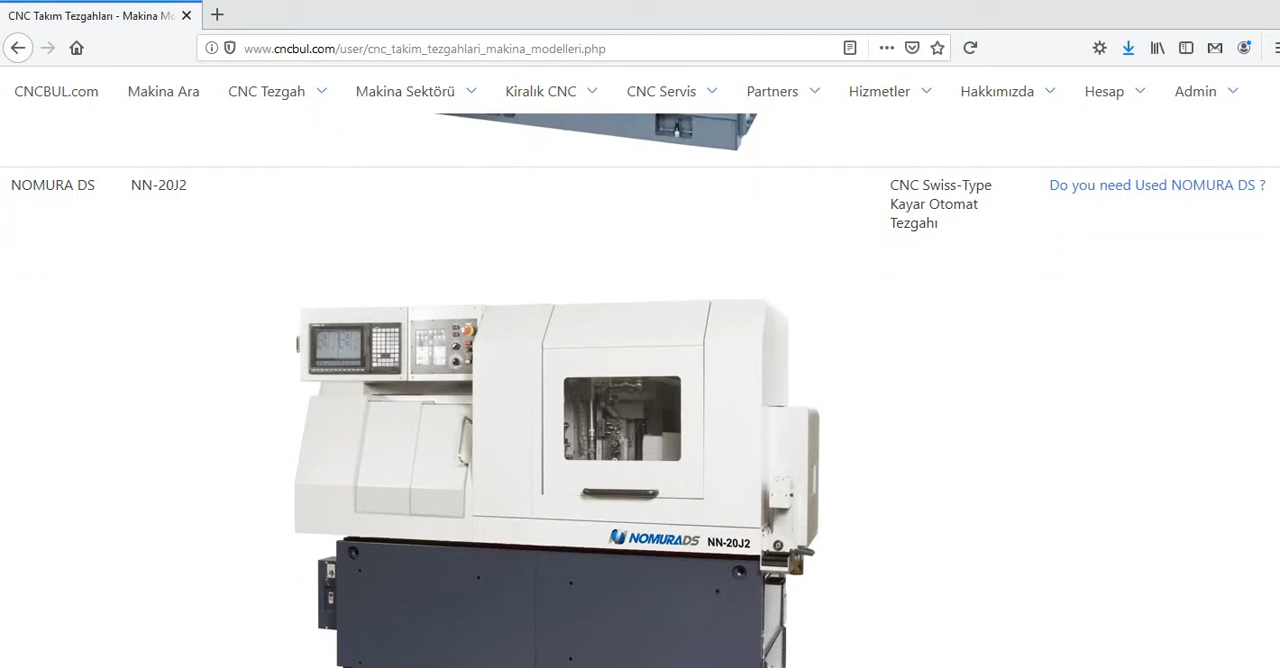 CNC Takım Tezgahları - Makina Mo
www.cncbul.com/user/cnc_takim_tezgahlari_makina_modelleri.php
CNCBUL.com Makina Ara CNC Tezgah Makina Sektörü Kiralık CNC CNC Servis Partners Hizmetler Hakkımızda Hesap Admin
NOMURA DS NN-20J2 CNC Swiss-Type Do you need Used NOMURA DS ?
Kayar Otomat
Tezgahı
NOMURADS NN-20J2